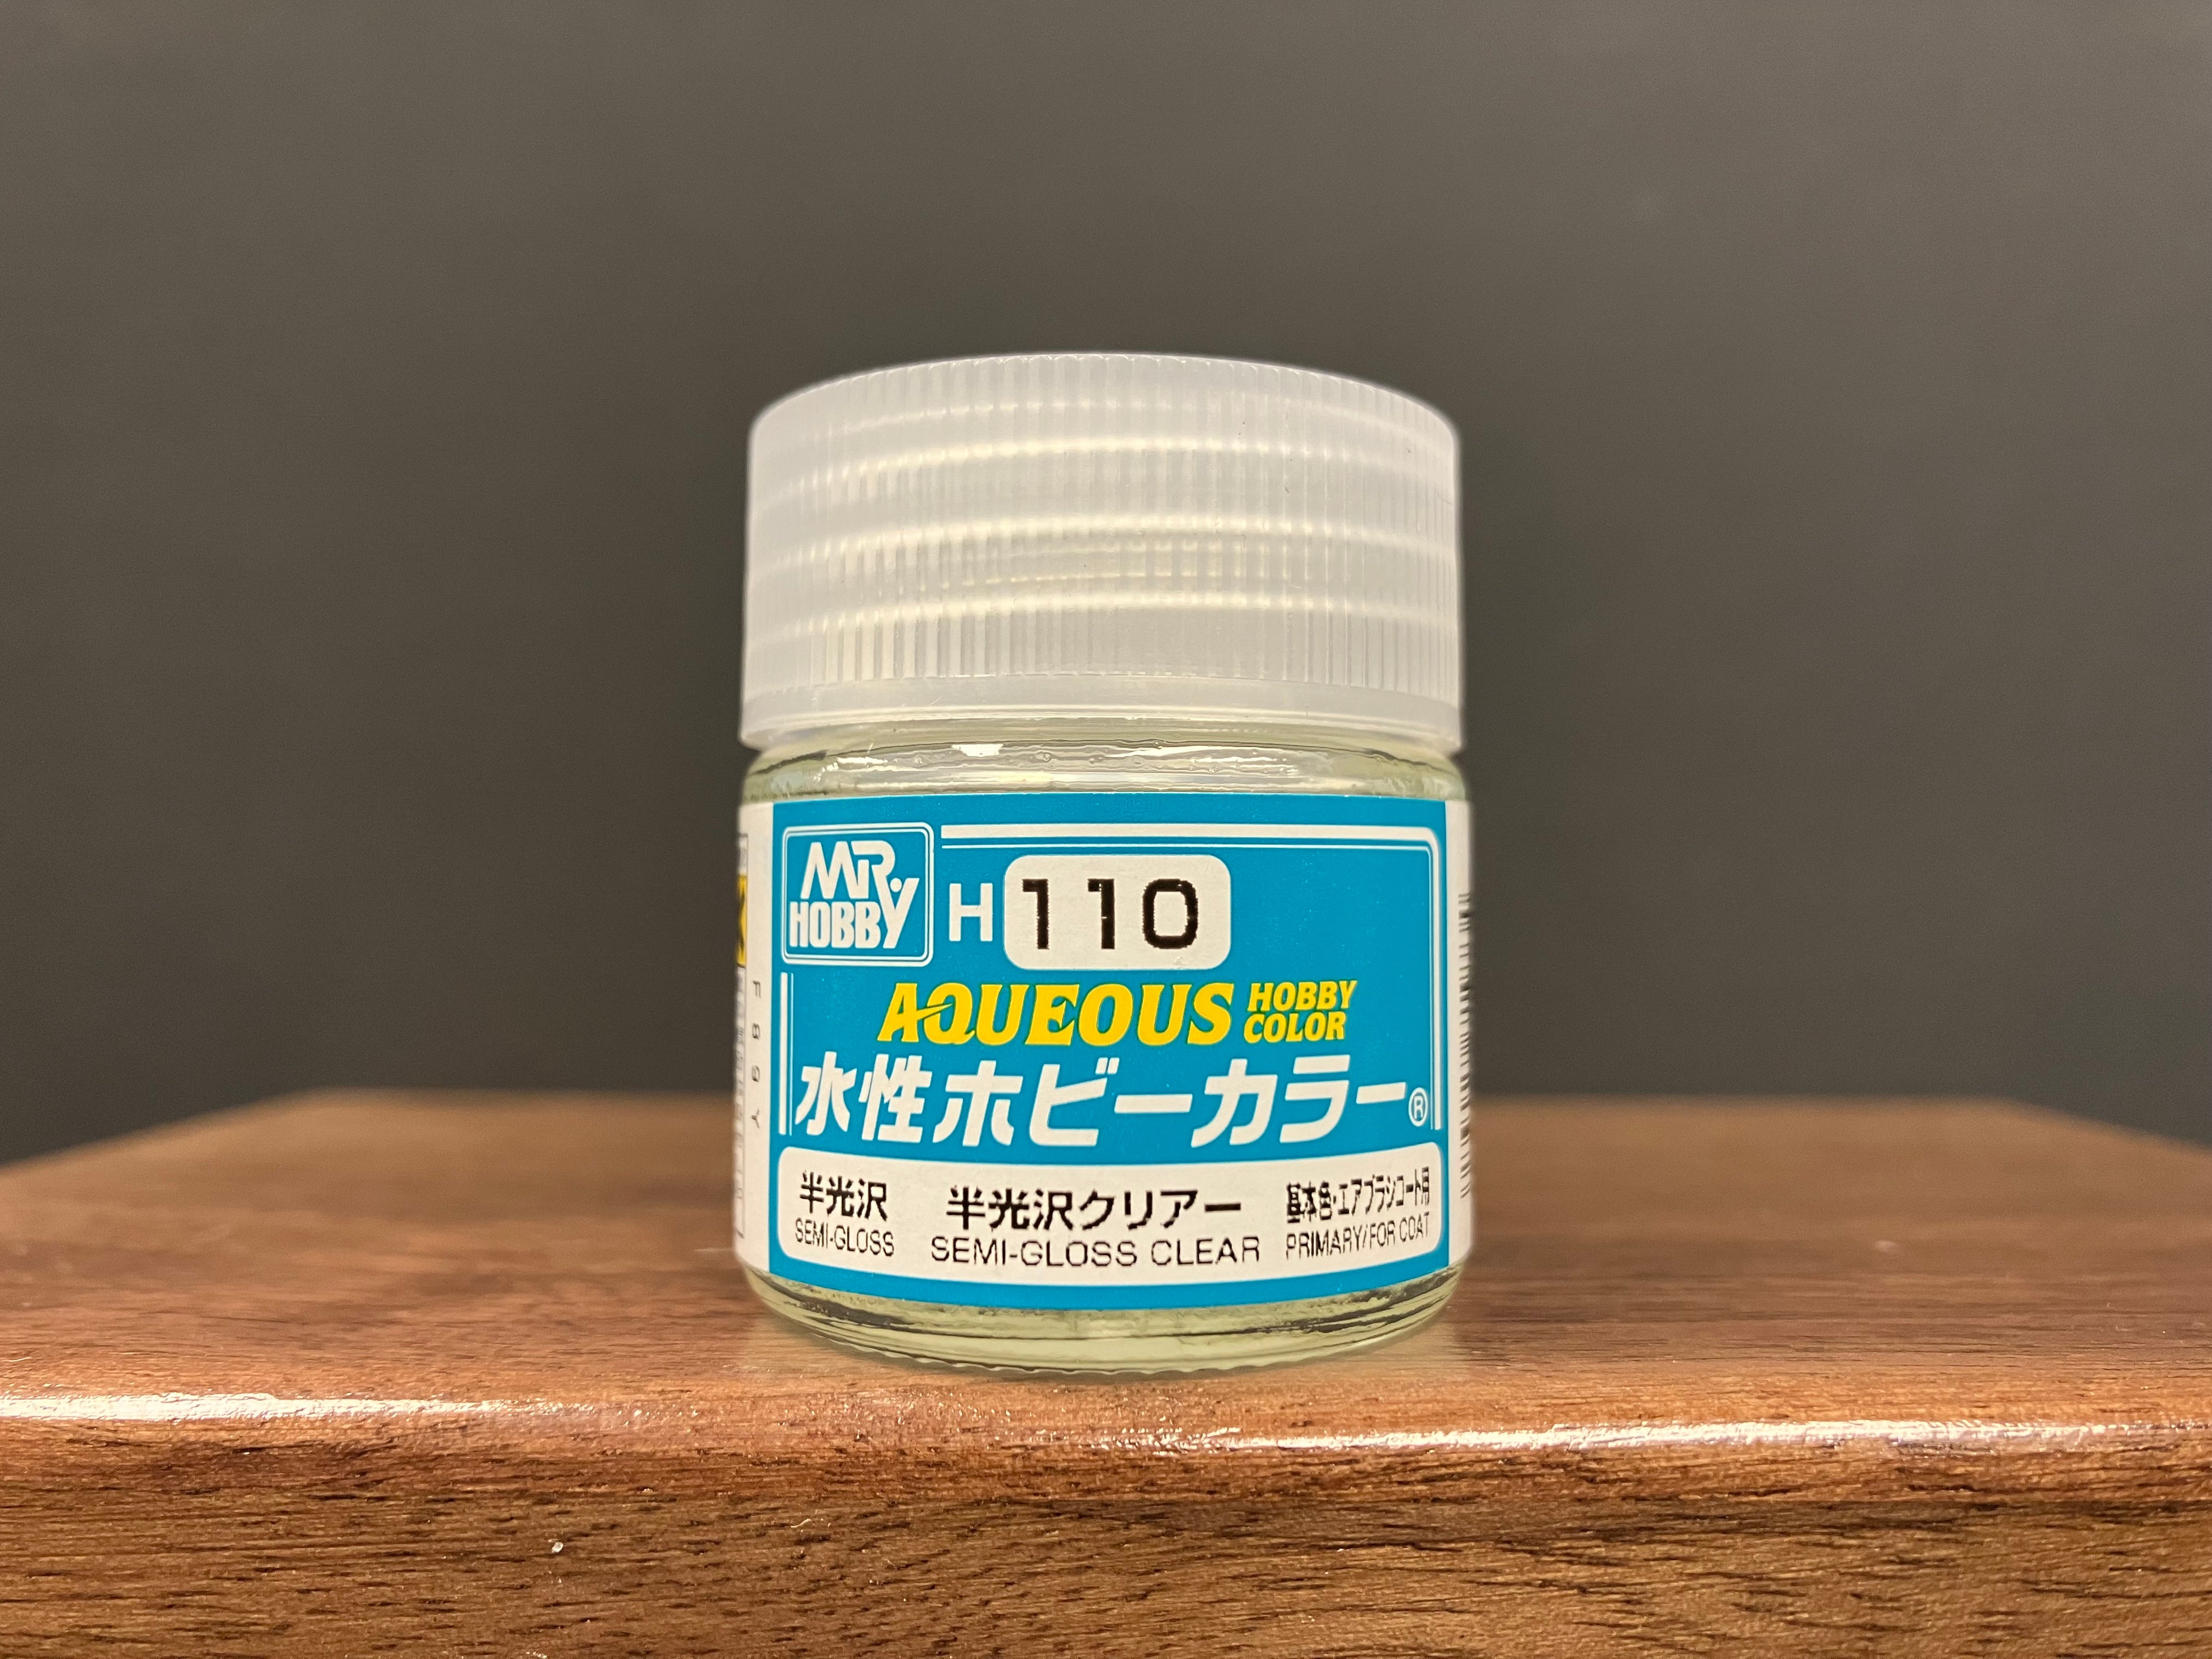 MR. HOBBY
H 110
AQUEOUS HOBBY COLOR
水性ホビーカラー®
半光沢 半光沢クリアー 基本色・エアブラシコート用
SEMI-GLOSS SEMI-GLOSS CLEAR PRIMARY/FOR COAT
F89Y